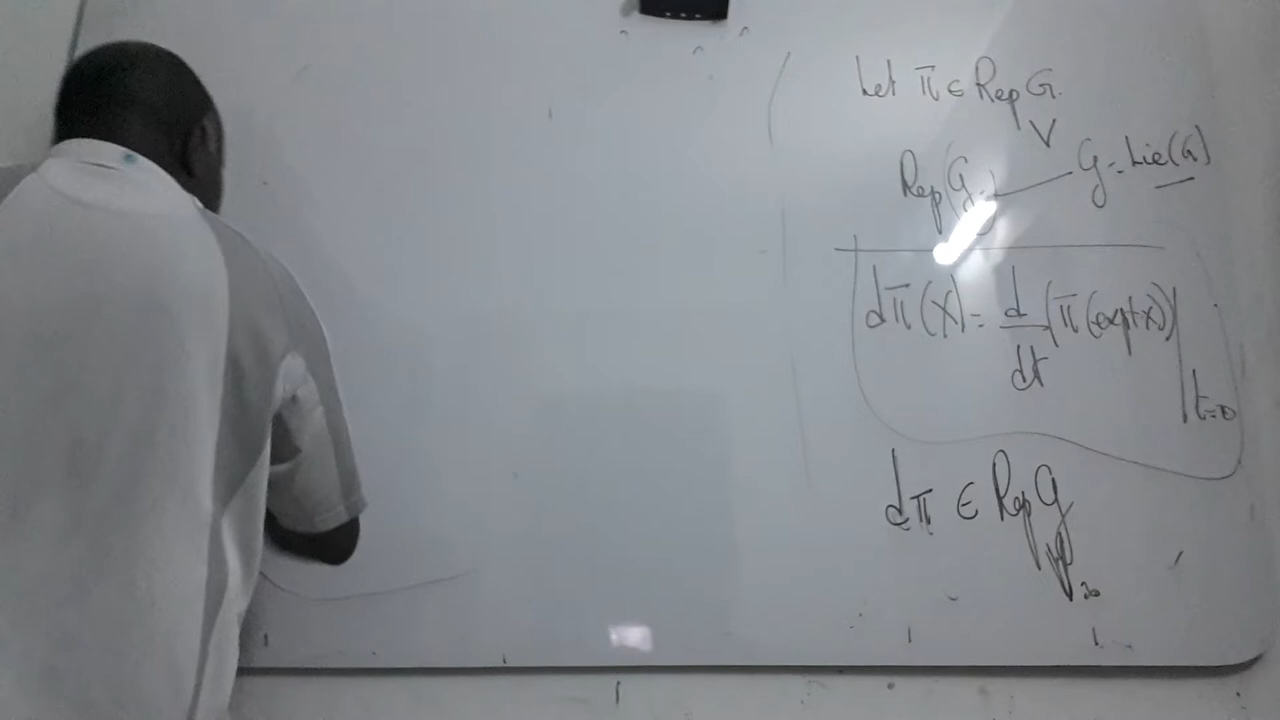 Let π ∈ Rep G.
V
Rep(G) — G = Lie(G)
dπ(X) = d/dt (π(exp tX))|t=0
dπ ∈ Rep G